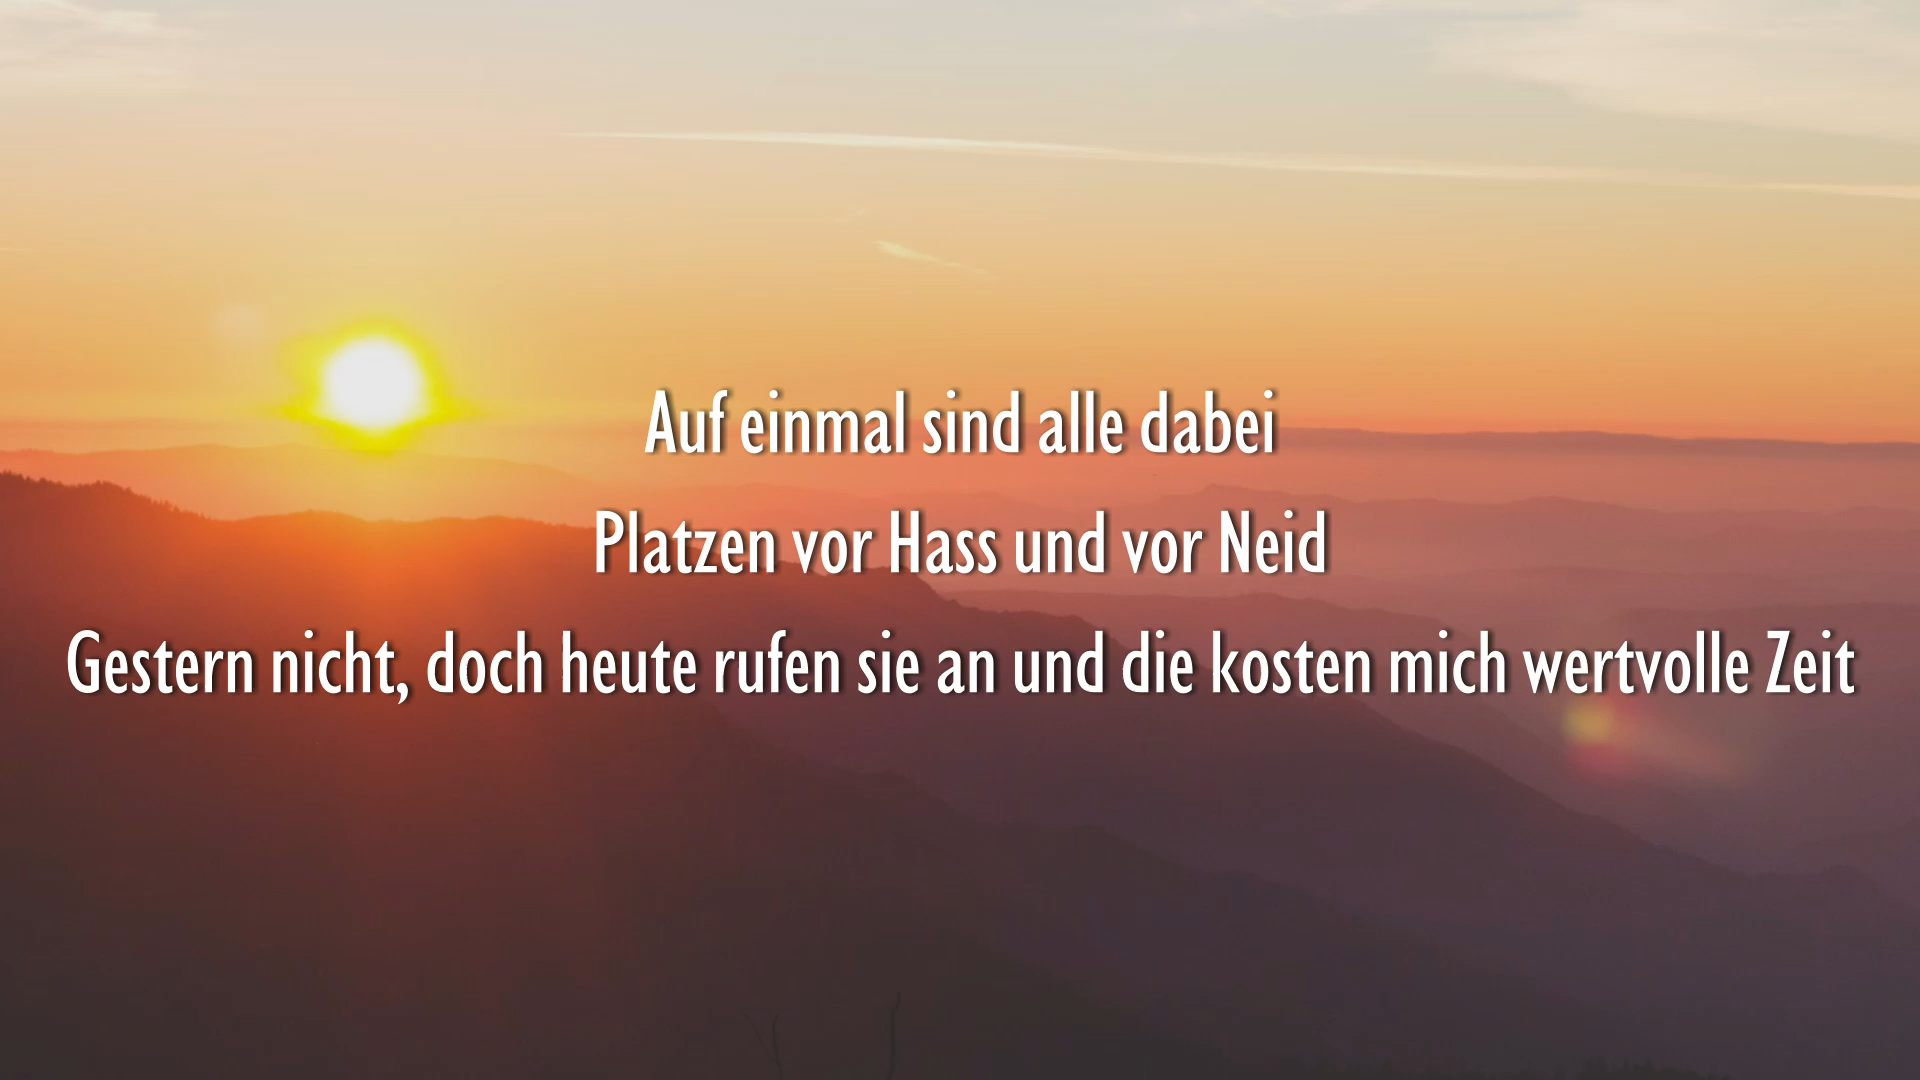 Auf einmal sind alle dabei
Platzen vor Hass und vor Neid
Gestern nicht, doch heute rufen sie an und die kosten mich wertvolle Zeit